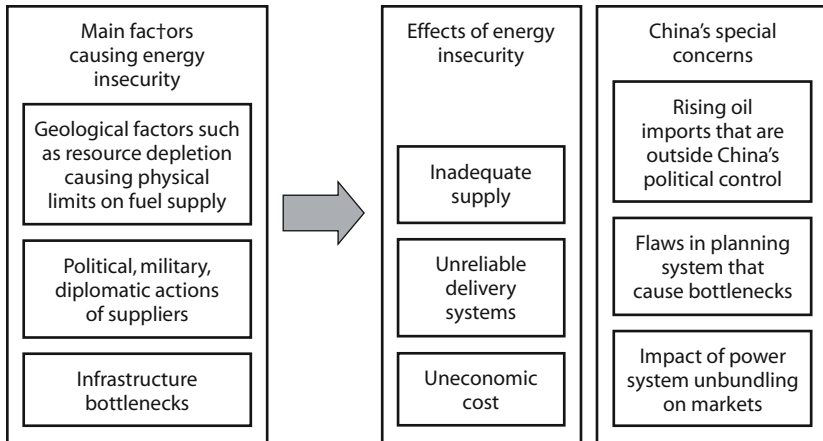 Main fac†ors
causing energy
insecurity
Geological factors such
as resource depletion
causing physical
limits on fuel supply
Political, military,
diplomatic actions
of suppliers
Infrastructure
bottlenecks
Effects of energy
insecurity
Inadequate
supply
Unreliable
delivery
systems
Uneconomic
cost
China’s special
concerns
Rising oil
imports that are
outside China’s
political control
Flaws in planning
system that
cause bottlenecks
Impact of power
system unbundling
on markets